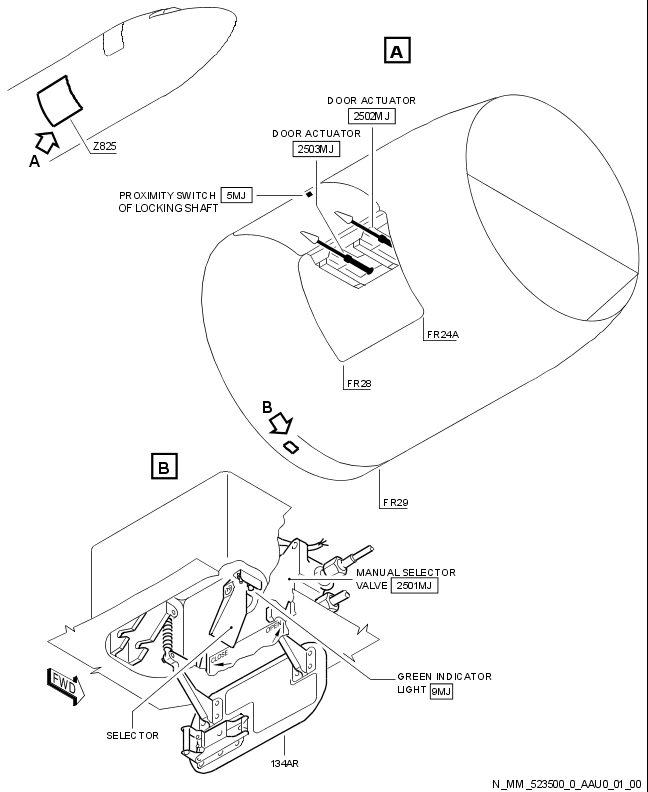 A
DOOR ACTUATOR
2502MJ
DOOR ACTUATOR
2503MJ
A
Z825
PROXIMITY SWITCH 5MJ
OF LOCKING SHAFT
FR24A
FR28
B
B
FR29
MANUAL SELECTOR
VALVE 2501MJ
OPEN
CLOSE
GREEN INDICATOR
LIGHT 9MJ
FWD
SELECTOR
134AR
N_MM_523500_0_AAU0_01_00